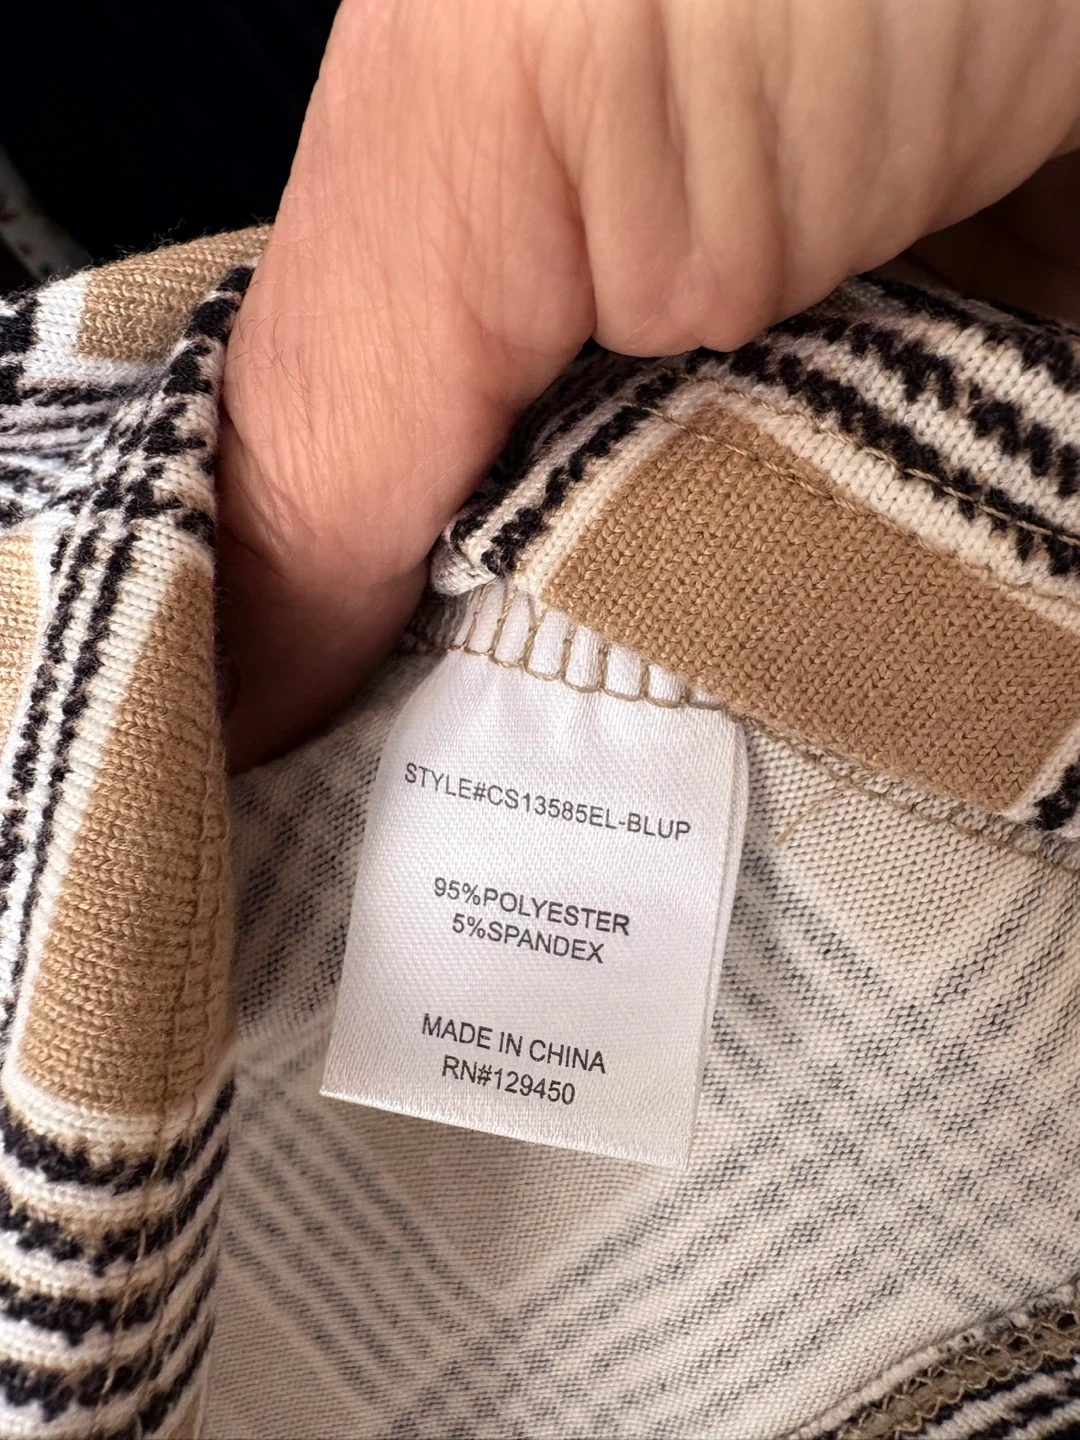 STYLE#CS13585EL-BLUP
95%POLYESTER
5%SPANDEX
MADE IN CHINA
RN#129450